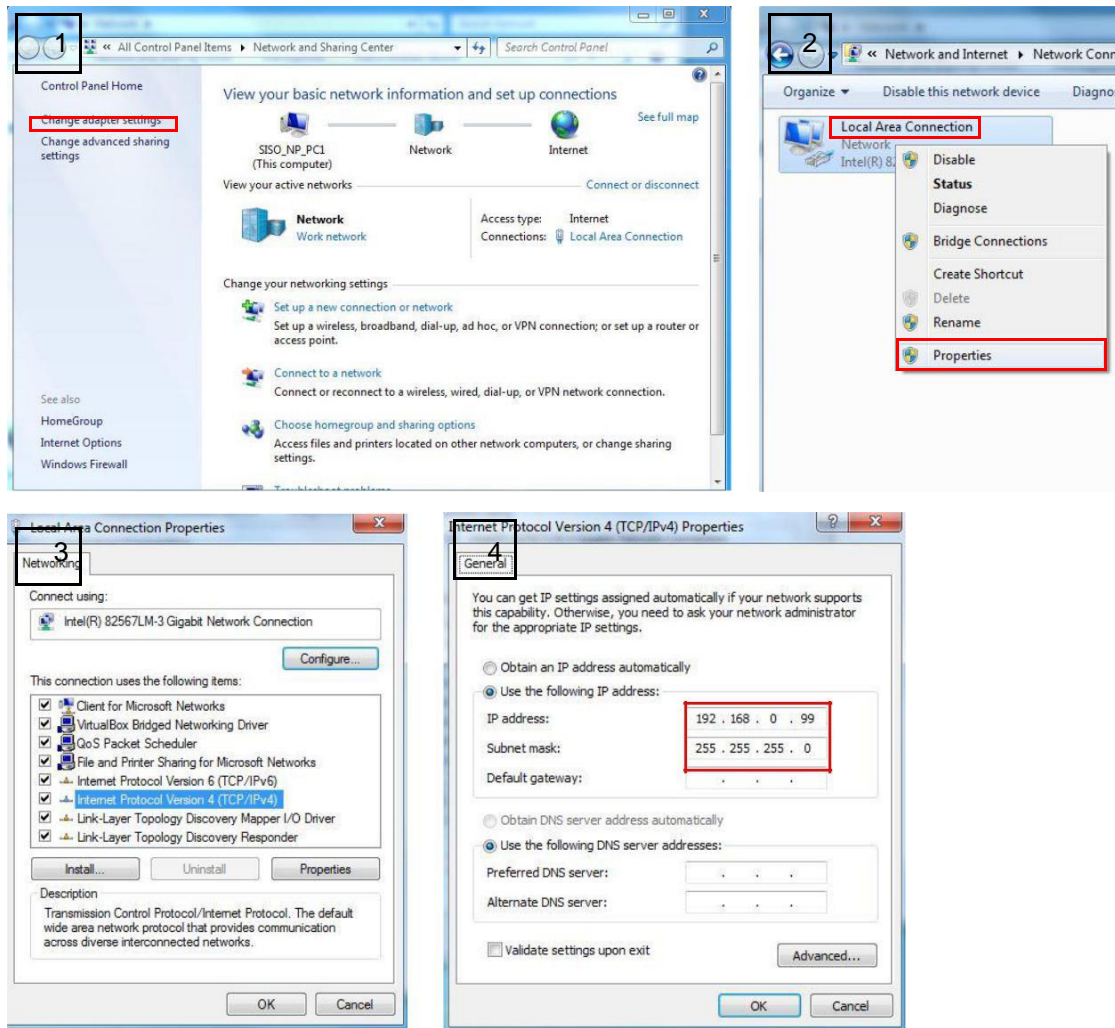 1
« All Control Panel Items ▸ Network and Sharing Center
Search Control Panel
Control Panel Home
Change adapter settings
Change advanced sharing
settings
See also
HomeGroup
Internet Options
Windows Firewall
View your basic network information and set up connections
See full map
SISO_NP_PC1
(This computer)
Network
Internet
View your active networks
Connect or disconnect
Network
Work network
Access type: Internet
Connections: Local Area Connection
Change your networking settings
Set up a new connection or network
Set up a wireless, broadband, dial-up, ad hoc, or VPN connection; or set up a router or
access point.
Connect to a network
Connect or reconnect to a wireless, wired, dial-up, or VPN network connection.
Choose homegroup and sharing options
Access files and printers located on other network computers, or change sharing
settings.
Troubleshoot problems
2
« Network and Internet ▸ Network Conn
Organize Disable this network device Diagno
Local Area Connection
Network
Intel(R) 82
Disable
Status
Diagnose
Bridge Connections
Create Shortcut
Delete
Rename
Properties
3
Local Area Connection Properties
Networking
Connect using:
Intel(R) 82567LM-3 Gigabit Network Connection
Configure...
This connection uses the following items:
Client for Microsoft Networks
VirtualBox Bridged Networking Driver
QoS Packet Scheduler
File and Printer Sharing for Microsoft Networks
Internet Protocol Version 6 (TCP/IPv6)
Internet Protocol Version 4 (TCP/IPv4)
Link-Layer Topology Discovery Mapper I/O Driver
Link-Layer Topology Discovery Responder
Install... Uninstall Properties
Description
Transmission Control Protocol/Internet Protocol. The default
wide area network protocol that provides communication
across diverse interconnected networks.
OK Cancel
4
Internet Protocol Version 4 (TCP/IPv4) Properties
General
You can get IP settings assigned automatically if your network supports
this capability. Otherwise, you need to ask your network administrator
for the appropriate IP settings.
Obtain an IP address automatically
Use the following IP address:
IP address: 192 . 168 . 0 . 99
Subnet mask: 255 . 255 . 255 . 0
Default gateway: . . .
Obtain DNS server address automatically
Use the following DNS server addresses:
Preferred DNS server: . . .
Alternate DNS server: . . .
Validate settings upon exit
Advanced...
OK Cancel